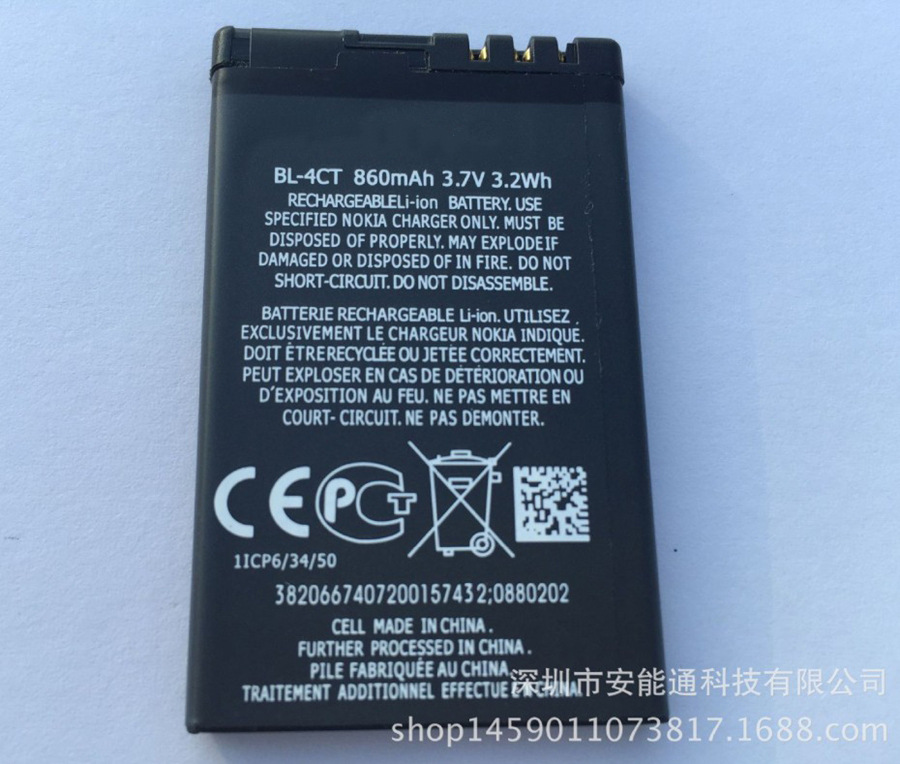 BL-4CT 860mAh 3.7V 3.2Wh
RECHARGEABLELi-ion BATTERY. USE
SPECIFIED NOKIA CHARGER ONLY. MUST BE
DISPOSED OF PROPERLY. MAY EXPLODEIF
DAMAGED OR DISPOSED OF IN FIRE. DO NOT
SHORT-CIRCUIT. DO NOT DISASSEMBLE.
BATTERIE RECHARGEABLE Li-ion. UTILISEZ
EXCLUSIVEMENT LE CHARGEUR NOKIA INDIQUÉ.
DOIT ÊTRERECYCLÉE OU JETÉE CORRECTEMENT.
PEUT EXPLOSER EN CAS DE DÉTÉRIORATION OU
D'EXPOSITION AU FEU. NE PAS METTRE EN
COURT- CIRCUIT. NE PAS DÉMONTER.
CE PCT
1ICP6/34/50
3820667407200157432;0880202
CELL MADE IN CHINA.
FURTHER PROCESSED IN CHINA.
PILE FABRIQUÉE AU CHINA.
TRAITEMENT ADDITIONNEL EFFECTUÉ
深圳市安能通科技有限公司
shop1459011073817.1688.com